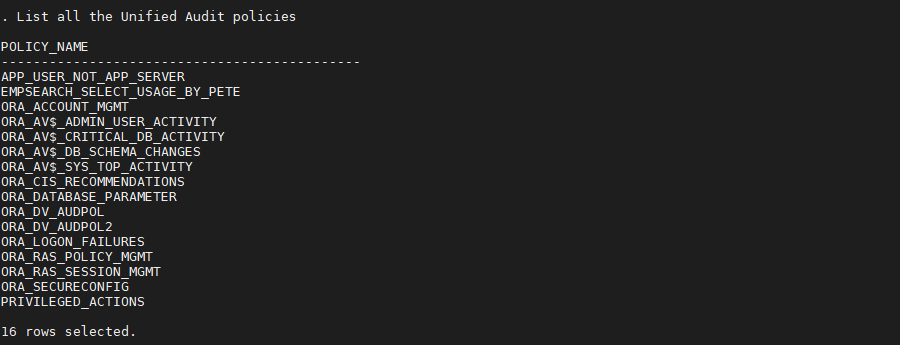 . List all the Unified Audit policies
POLICY_NAME
---------------------------------------------
APP_USER_NOT_APP_SERVER
EMPSEARCH_SELECT_USAGE_BY_PETE
ORA_ACCOUNT_MGMT
ORA_AV$_ADMIN_USER_ACTIVITY
ORA_AV$_CRITICAL_DB_ACTIVITY
ORA_AV$_DB_SCHEMA_CHANGES
ORA_AV$_SYS_TOP_ACTIVITY
ORA_CIS_RECOMMENDATIONS
ORA_DATABASE_PARAMETER
ORA_DV_AUDPOL
ORA_DV_AUDPOL2
ORA_LOGON_FAILURES
ORA_RAS_POLICY_MGMT
ORA_RAS_SESSION_MGMT
ORA_SECURECONFIG
PRIVILEGED_ACTIONS
16 rows selected.